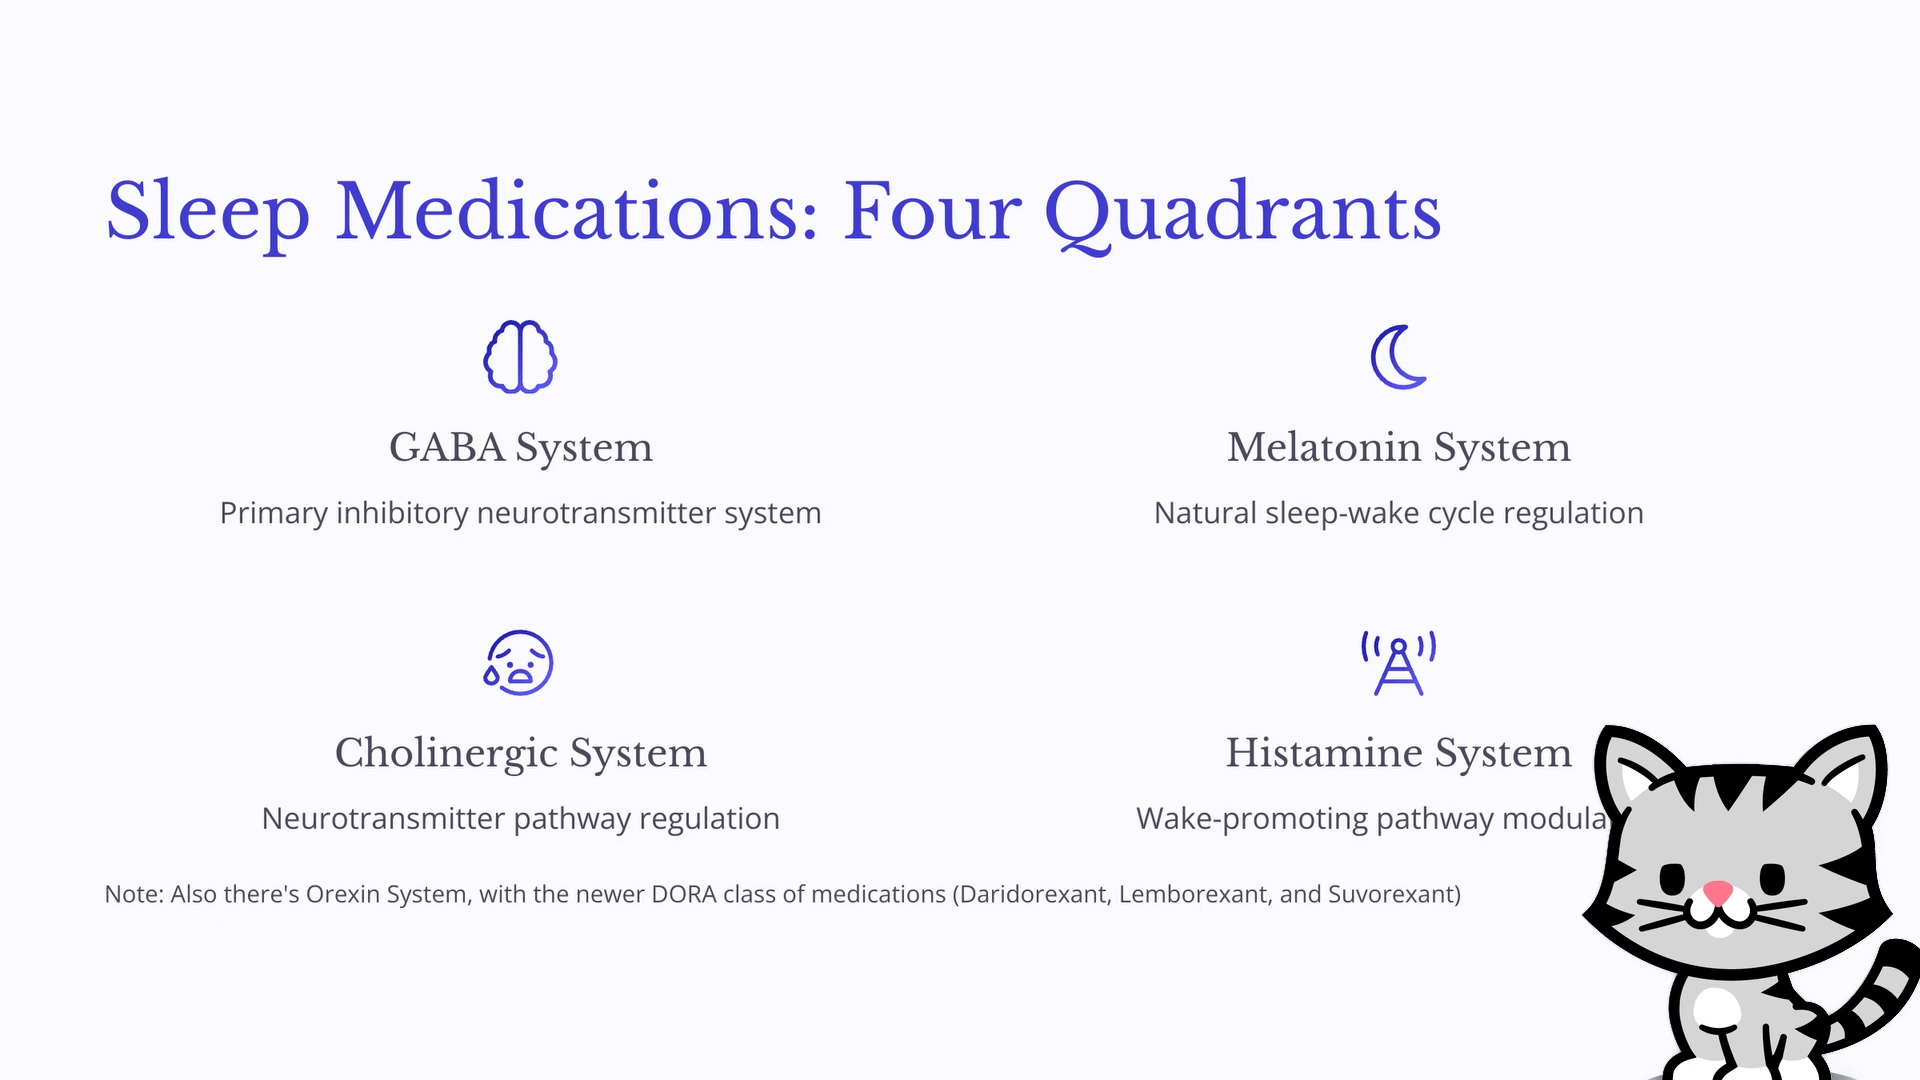 Sleep Medications: Four Quadrants
GABA System
Primary inhibitory neurotransmitter system
Melatonin System
Natural sleep-wake cycle regulation
Cholinergic System
Neurotransmitter pathway regulation
Histamine System
Wake-promoting pathway
Note: Also there's Orexin System, with the newer DORA class of medications (Daridorexant, Lemborexant, and Suvorexant)